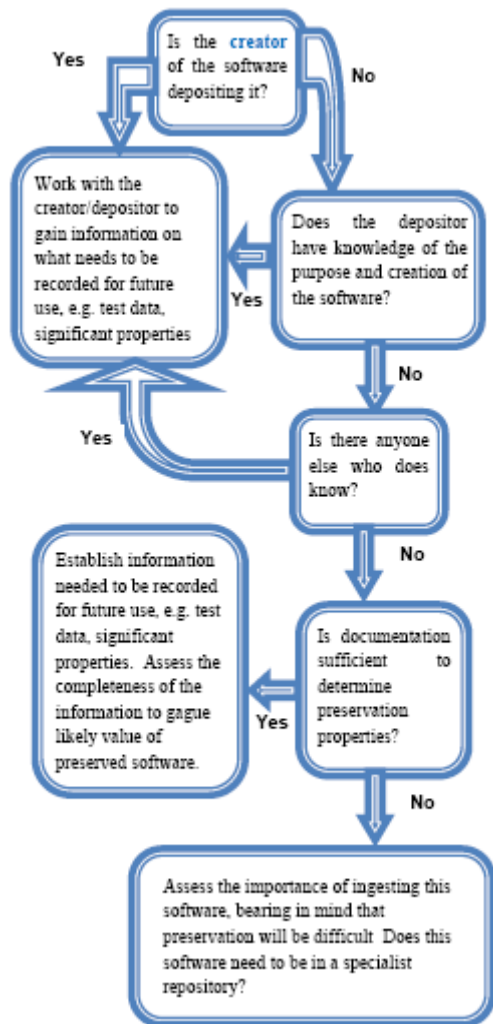 Is the creator
of the software
depositing it?
Yes
No
Work with the
creator/depositor to
gain information on
what needs to be
recorded for future
use, e.g. test data,
significant properties
Does the depositor
have knowledge of the
purpose and creation of
the software?
Yes
No
Is there anyone
else who does
know?
Yes
No
Establish information
needed to be recorded
for future use, e.g. test
data, significant
properties. Assess the
completeness of the
information to gague
likely value of
preserved software.
Is documentation
sufficient to
determine
preservation
properties?
Yes
No
Assess the importance of ingesting this
software, bearing in mind that
preservation will be difficult Does this
software need to be in a specialist
repository?